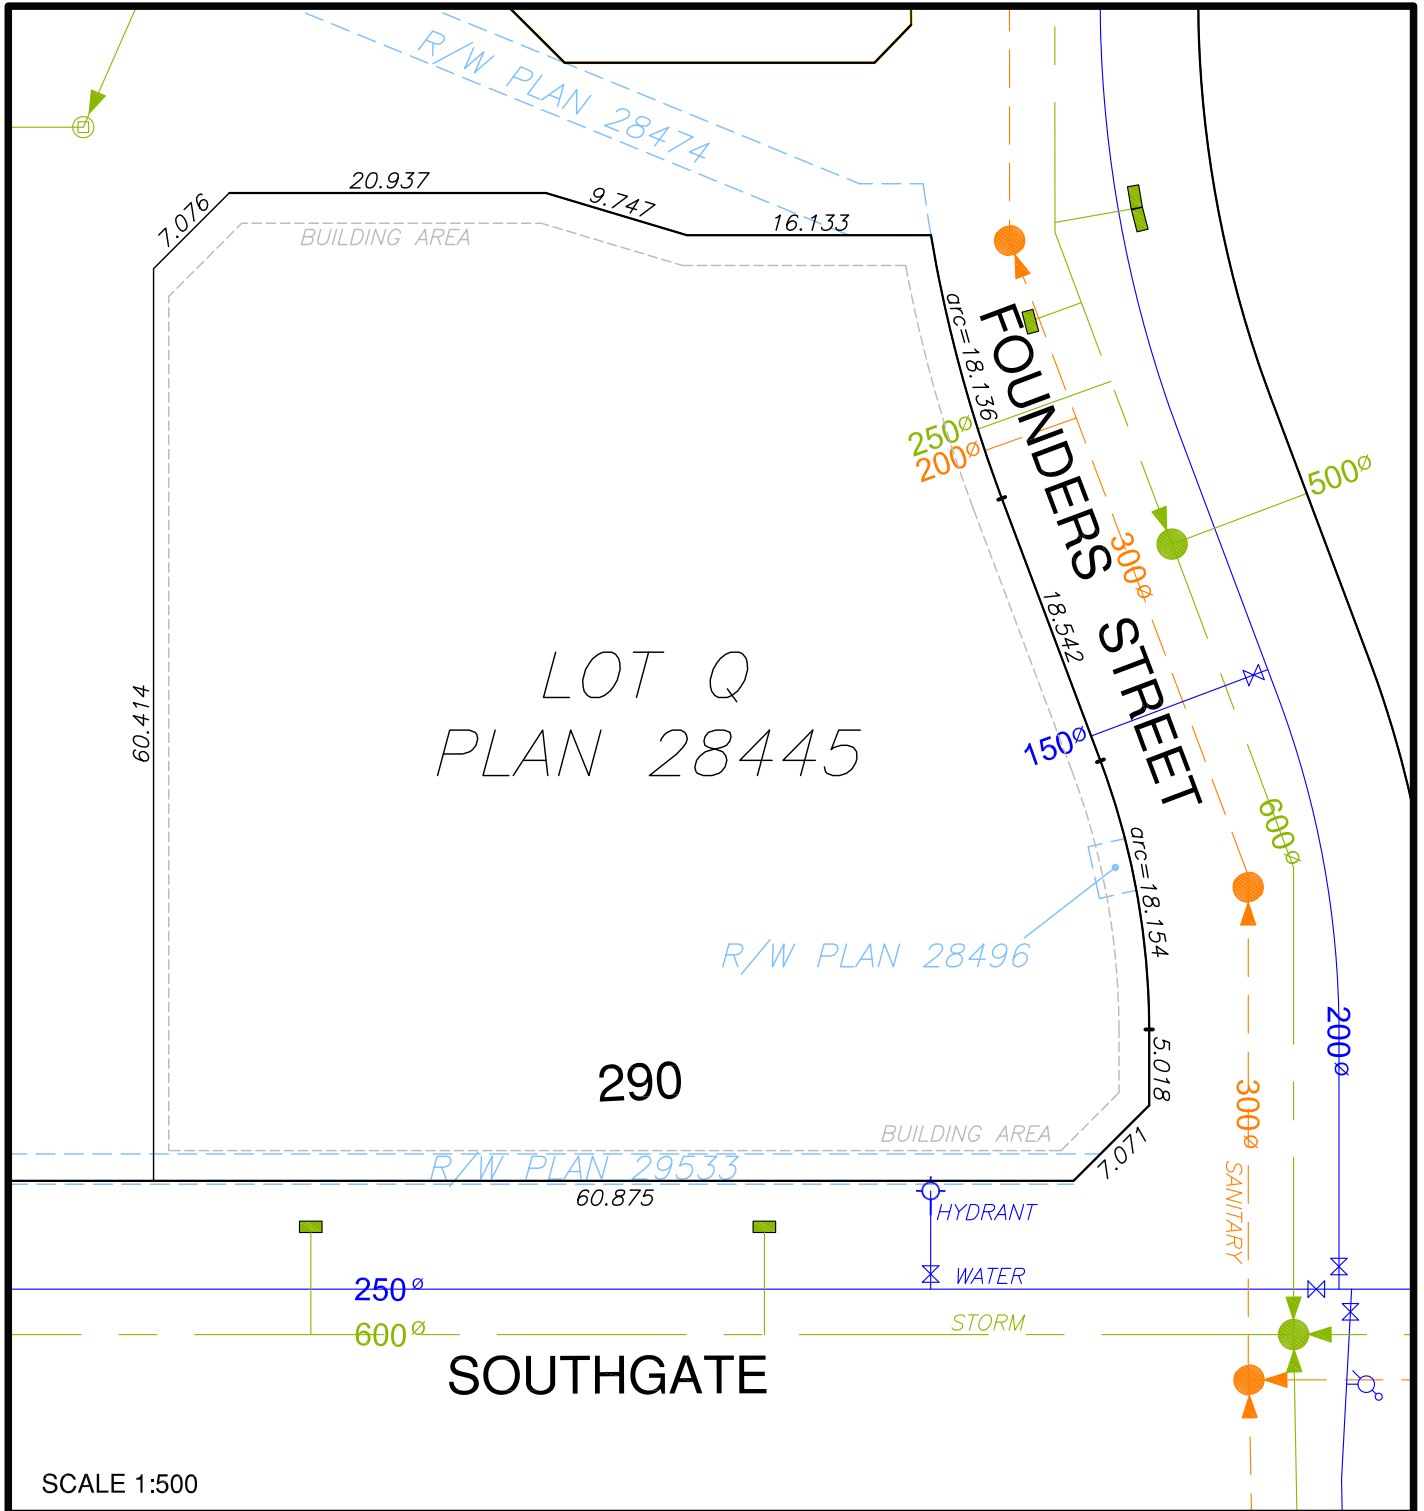 R/W PLAN 28474
20.937
7.076
9.747
16.133
BUILDING AREA
arc=18.136
FOUNDERS STREET
250ø
200ø
500ø
300ø
18.542
LOT Q
PLAN 28445
60.414
150ø
600ø
arc=18.154
R/W PLAN 28496
200ø
5.018
290
300ø
BUILDING AREA
7.071
R/W PLAN 29533
60.875
SANITARY
HYDRANT
WATER
250ø
STORM
600ø
SOUTHGATE
SCALE 1:500